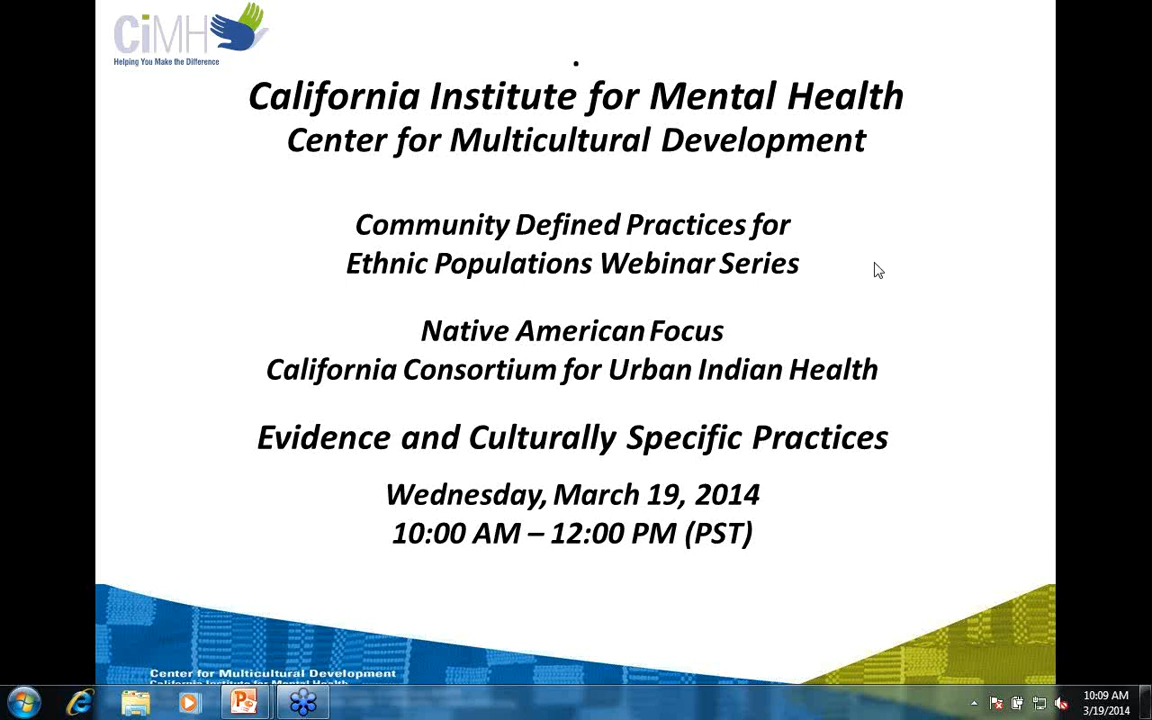 CiMH
Helping You Make the Difference
.
California Institute for Mental Health
Center for Multicultural Development
Community Defined Practices for
Ethnic Populations Webinar Series
Native American Focus
California Consortium for Urban Indian Health
Evidence and Culturally Specific Practices
Wednesday, March 19, 2014
10:00 AM – 12:00 PM (PST)
Center for Multicultural Development
California Institute for Mental Health
10:09 AM
3/19/2014